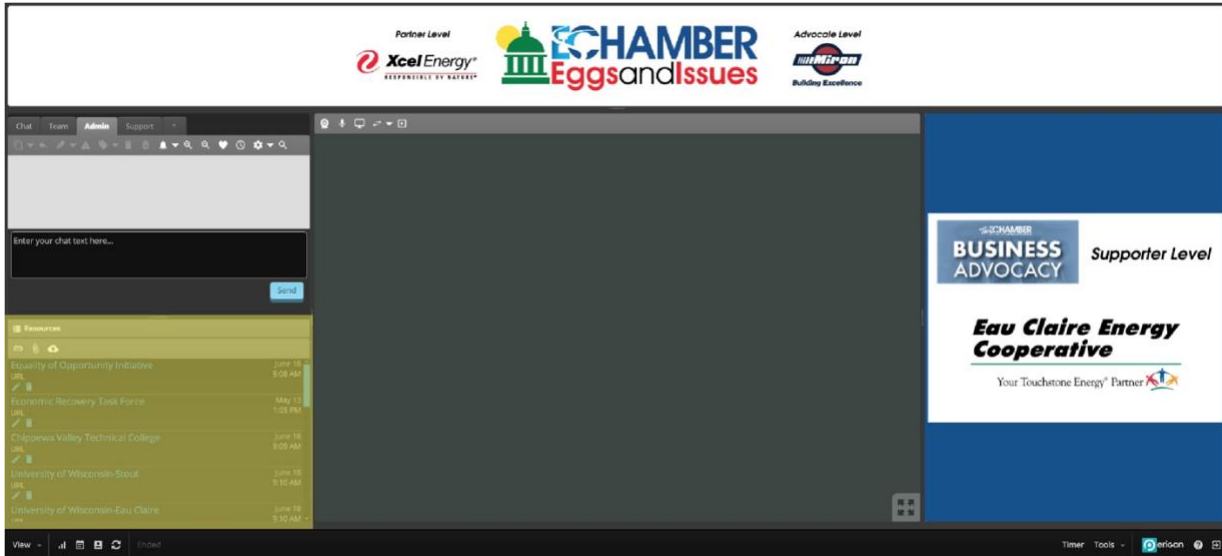 Partner Level
Xcel Energy®
RESPONSIBLE BY NATURE®
ECHAMBER
EggsandIssues
Advocate Level
Miron
Building Excellence
Chat Team Admin Support +
Enter your chat text here...
Send
Resources
Equality of Opportunity Initiative June 18
URL 9:08 AM
Economic Recovery Task Force May 13
URL 1:03 PM
Chippewa Valley Technical College June 18
URL 9:09 AM
University of Wisconsin-Stout June 18
URL 9:10 AM
University of Wisconsin-Eau Claire June 18
9:10 AM
ECHAMBER
BUSINESS
ADVOCACY
Supporter Level
Eau Claire Energy
Cooperative
Your Touchstone Energy® Partner
View Ended Timer Tools